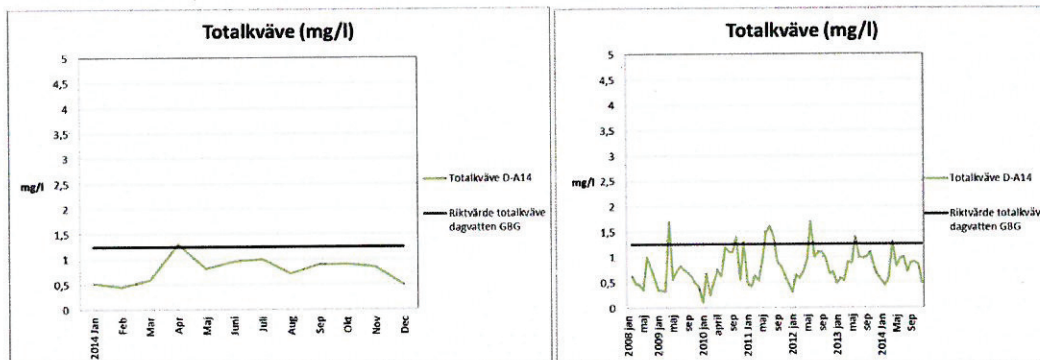 Totalkväve (mg/l)
5
4,5
4
3,5
3
2,5
mg/l
2
1,5
1
0,5
0
2014 Jan
Feb
Mar
Apr
Maj
Juni
Juli
Aug
Sep
Okt
Nov
Dec
Totalkväve D-A14
Riktvärde totalkväve
dagvatten GBG
Totalkväve (mg/l)
5
4,5
4
3,5
3
2,5
mg/l
2
1,5
1
0,5
0
2008 jan
maj
sep
2009 jan
maj
sep
2010 jan
april
sep
2011 Jan
maj
sep
2012 jan
maj
sep
2013 jan
maj
sep
2014 Jan
Maj
Sep
Totalkväve D-A14
Riktvärde totalkväv
dagvatten GBG